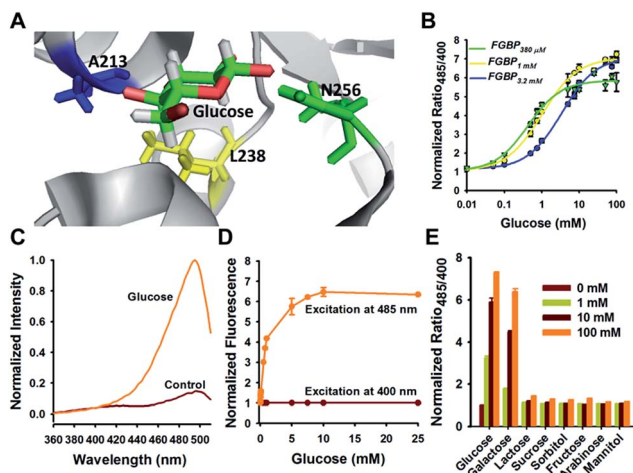 A
A213
Glucose
N256
L238
B
FGBP380 μM
FGBP1 mM
FGBP3.2 mM
Normalized Ratio485/400
8
7
6
5
4
3
2
1
0
0.01
0.1
1
10
100
Glucose (mM)
C
Normalized Intensity
1.0
0.8
0.6
0.4
0.2
0.0
Glucose
Control
360 380 400 420 440 460 480 500
Wavelength (nm)
D
Normalized Fluorescence
8
7
6
5
4
3
2
1
0
Excitation at 485 nm
Excitation at 400 nm
0 5 10 15 20 25
Glucose (mM)
E
Normalized Ratio485/400
8
6
4
2
0
0 mM
1 mM
10 mM
100 mM
Glucose
Galactose
Lactose
Sucrose
Sorbitol
Fructose
Mannitol